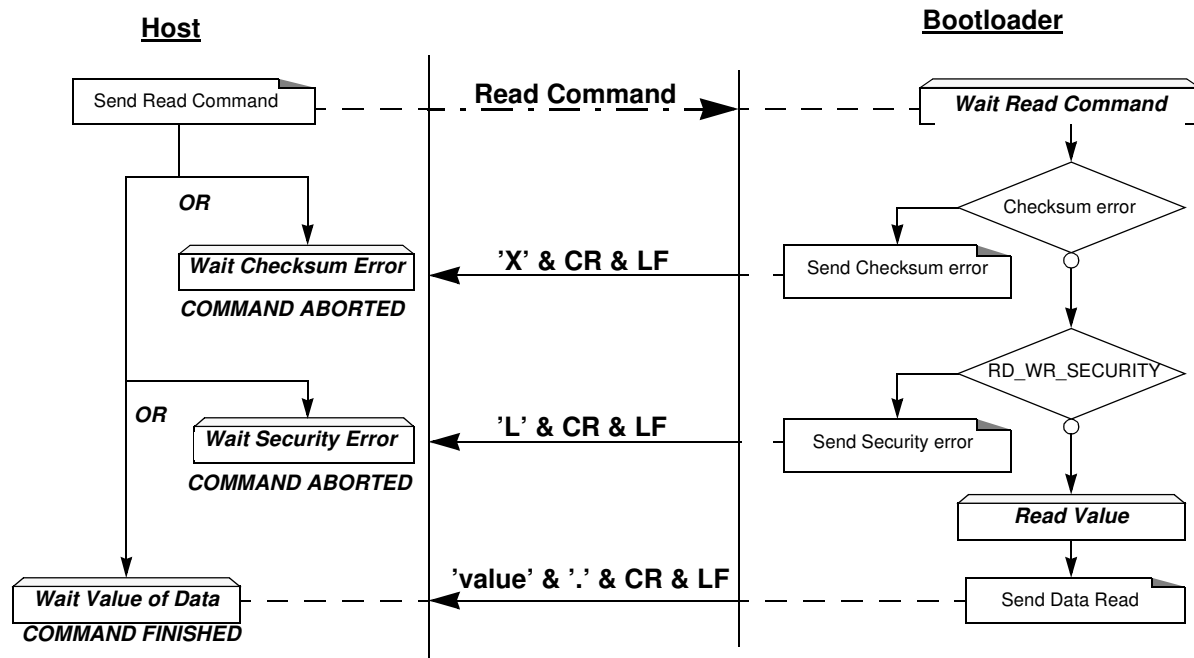 Host
Bootloader
Send Read Command
Read Command
Wait Read Command
OR
Checksum error
Wait Checksum Error
’X’ & CR & LF
Send Checksum error
COMMAND ABORTED
RD_WR_SECURITY
OR
Wait Security Error
’L’ & CR & LF
Send Security error
COMMAND ABORTED
Read Value
'value’ & '.’ & CR & LF
Wait Value of Data
Send Data Read
COMMAND FINISHED